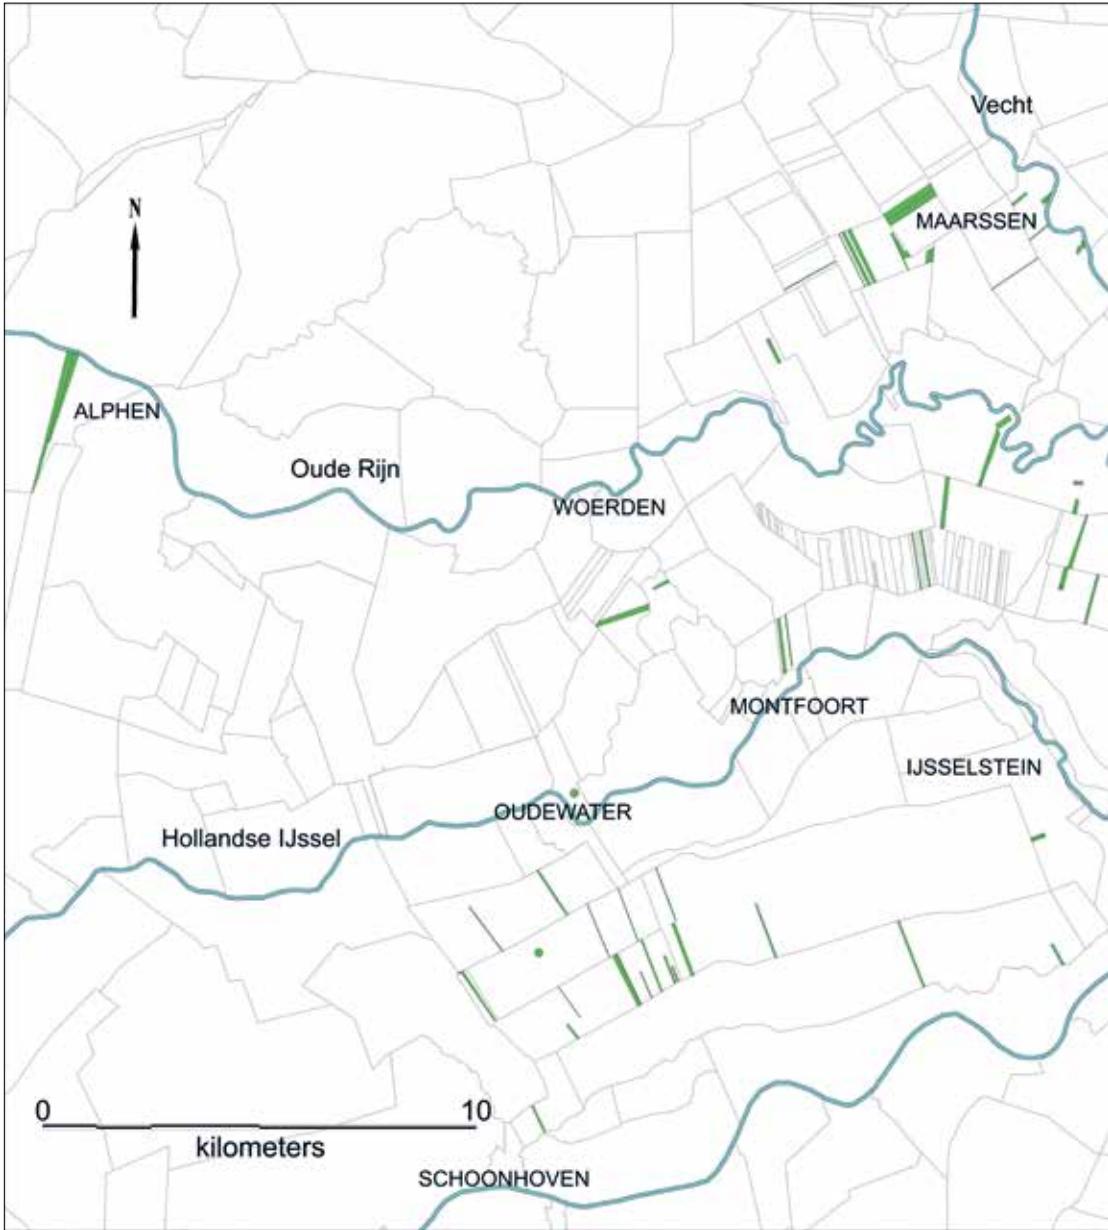 Vecht
N
MAARSSEN
ALPHEN
Oude Rijn
WOERDEN
MONTFOORT
IJSSELSTEIN
OUDEWATER
Hollandse IJssel
0 10
kilometers
SCHOONHOVEN